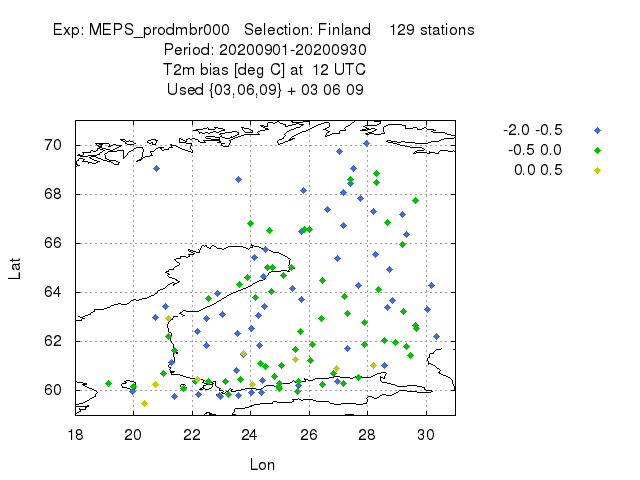 Exp: MEPS_prodmbr000 Selection: Finland 129 stations
Period: 20200901-20200930
T2m bias [deg C] at 12 UTC
Used {03,06,09} + 03 06 09
-2.0 -0.5
-0.5 0.0
0.0 0.5
70
68
66
64
62
60
Lat
18 20 22 24 26 28 30
Lon